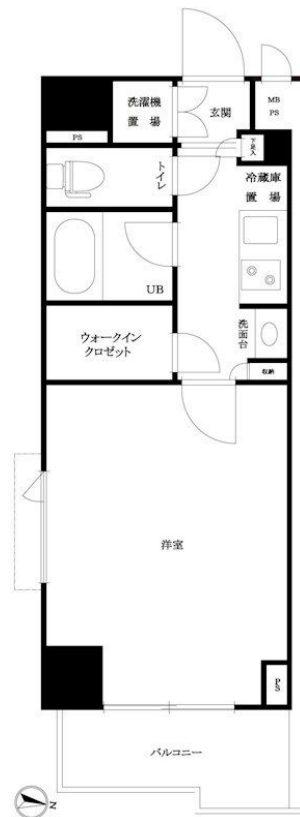 洗濯機
置場
玄関
MB
PS
PS
下足入
トイレ
冷蔵庫
置場
UB
ウォークイン
クロゼット
洗面台
収納
洋室
PS
バルコニー
N